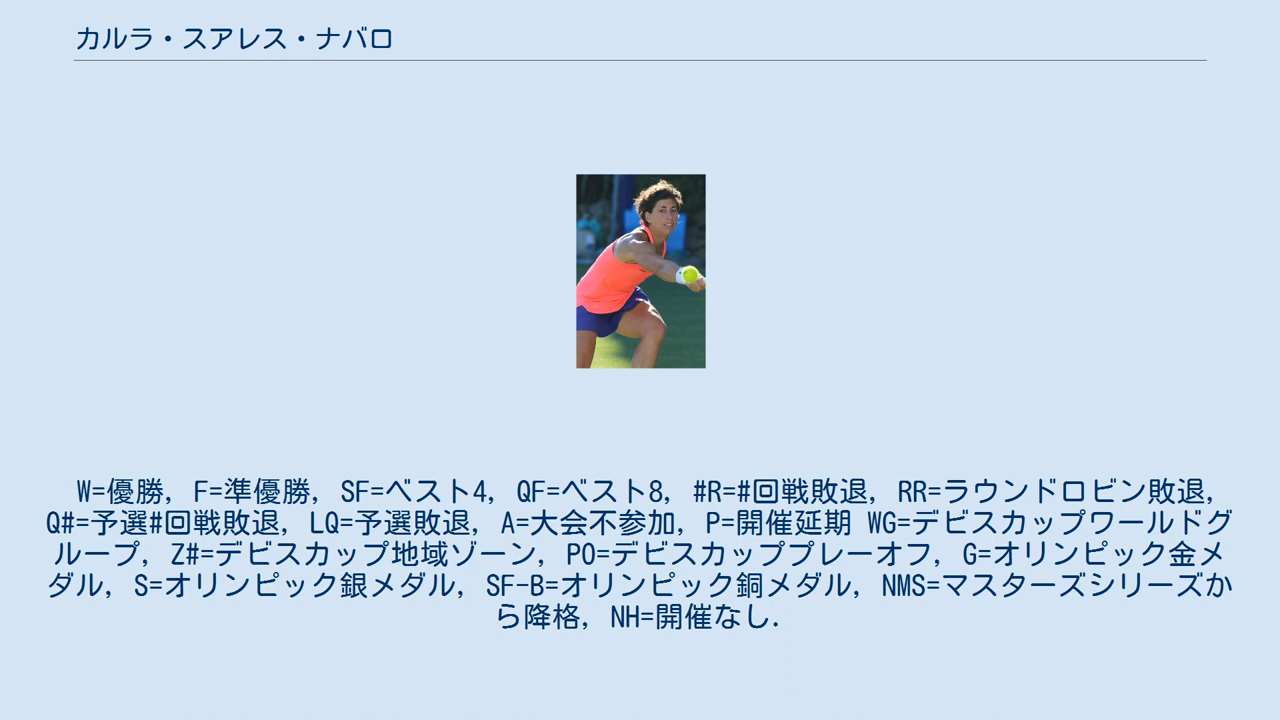 カルラ・スアレス・ナバロ
W=優勝, F=準優勝, SF=ベスト4, QF=ベスト8, #R=#回戦敗退, RR=ラウンドロビン敗退,
Q#=予選#回戦敗退, LQ=予選敗退, A=大会不参加, P=開催延期 WG=デビスカップワールドグ
ループ, Z#=デビスカップ地域ゾーン, PO=デビスカッププレーオフ, G=オリンピック金メ
ダル, S=オリンピック銀メダル, SF-B=オリンピック銅メダル, NMS=マスターズシリーズか
ら降格, NH=開催なし.